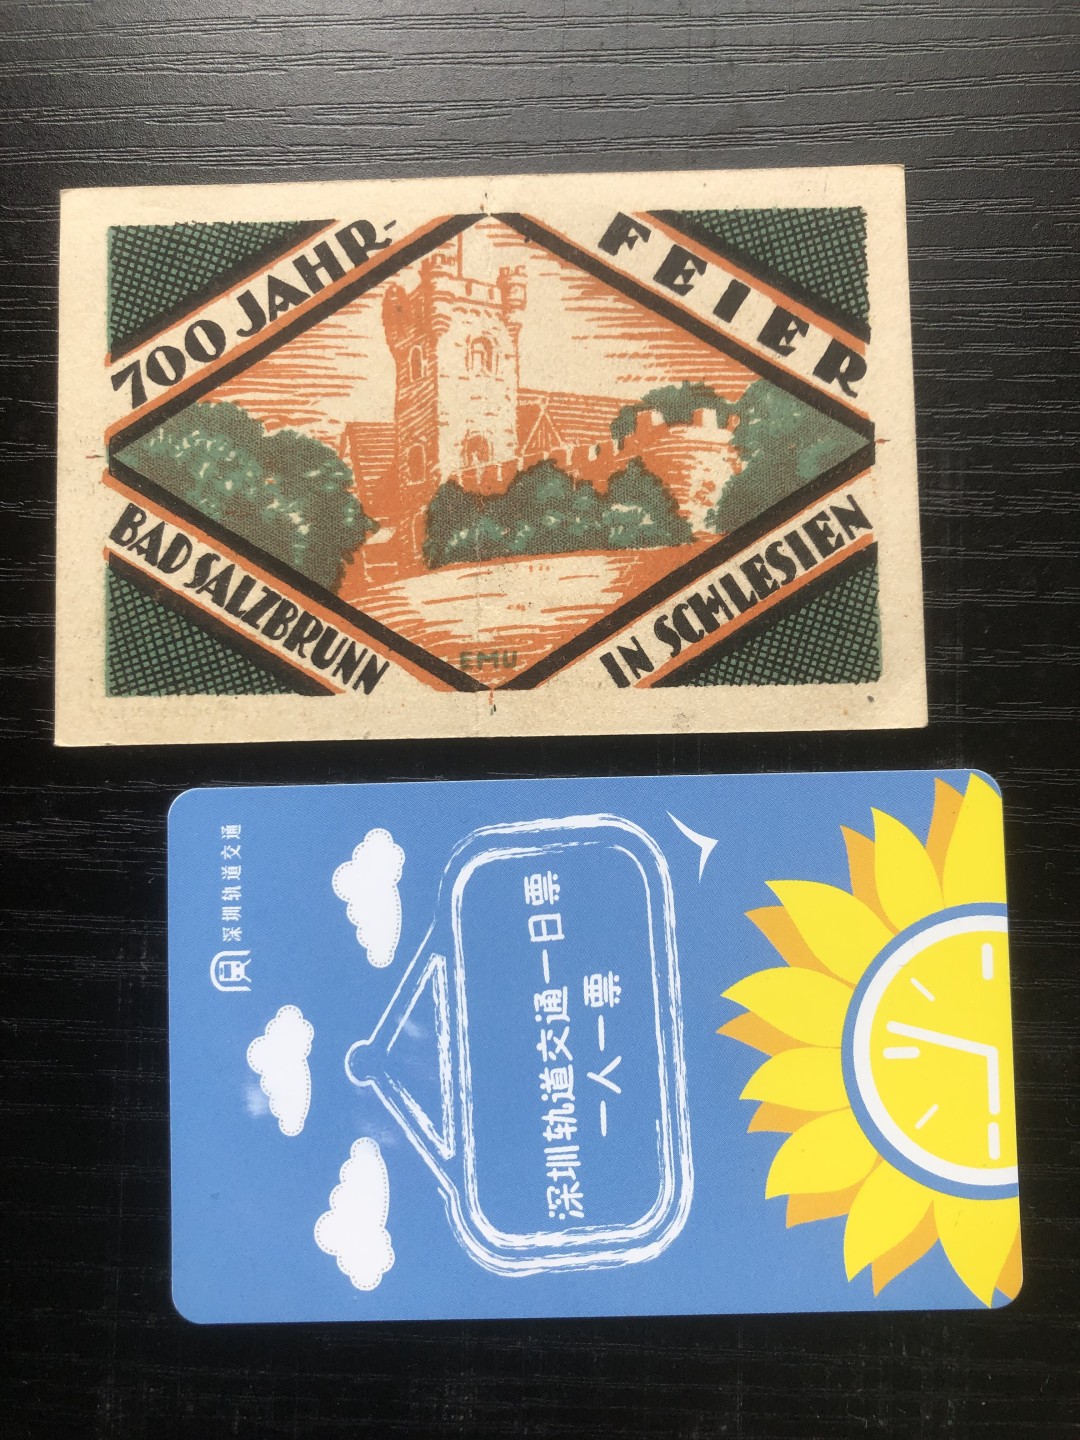 700 JAHR-
FEIER
BAD SALZBRUNN
IN SCHLESIEN
EMU
深圳轨道交通
深圳轨道交通一日票
一人一票